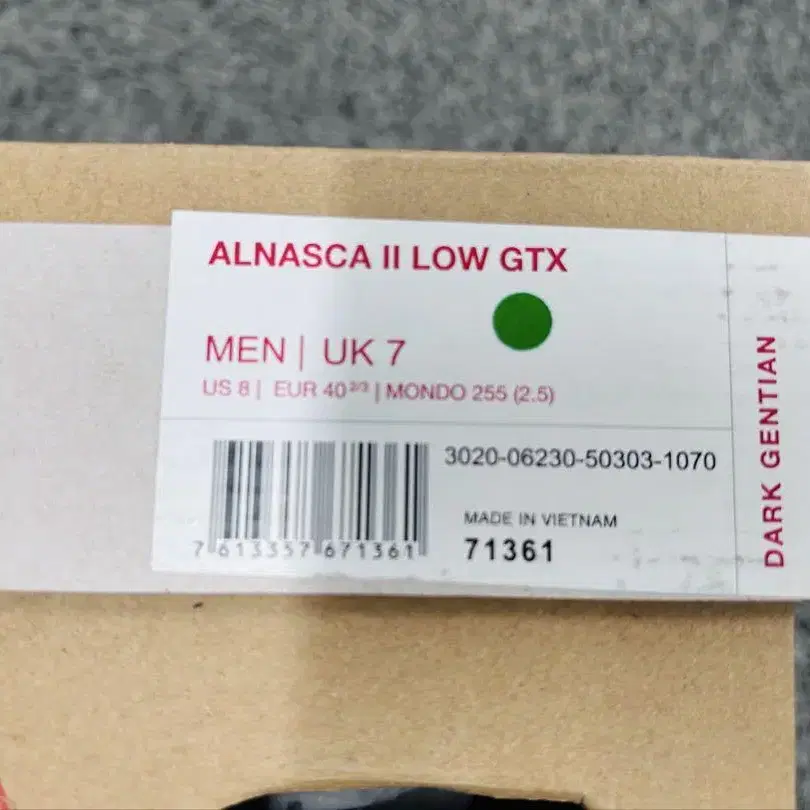 ALNASCA II LOW GTX
MEN | UK 7
US 8 | EUR 40 2/3 | MONDO 255 (2.5)
3020-06230-50303-1070
MADE IN VIETNAM
71361
7 613357 671361
DARK GENTIAN